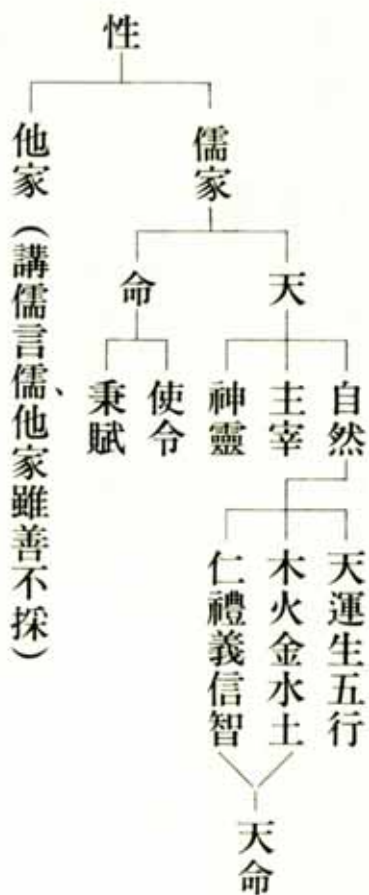 性
儒家
天
自然
天運生五行
木火金水土
仁禮義信智
天命
主宰
神靈
命
使令
秉賦
他家（講儒言儒、他家雖善不採）